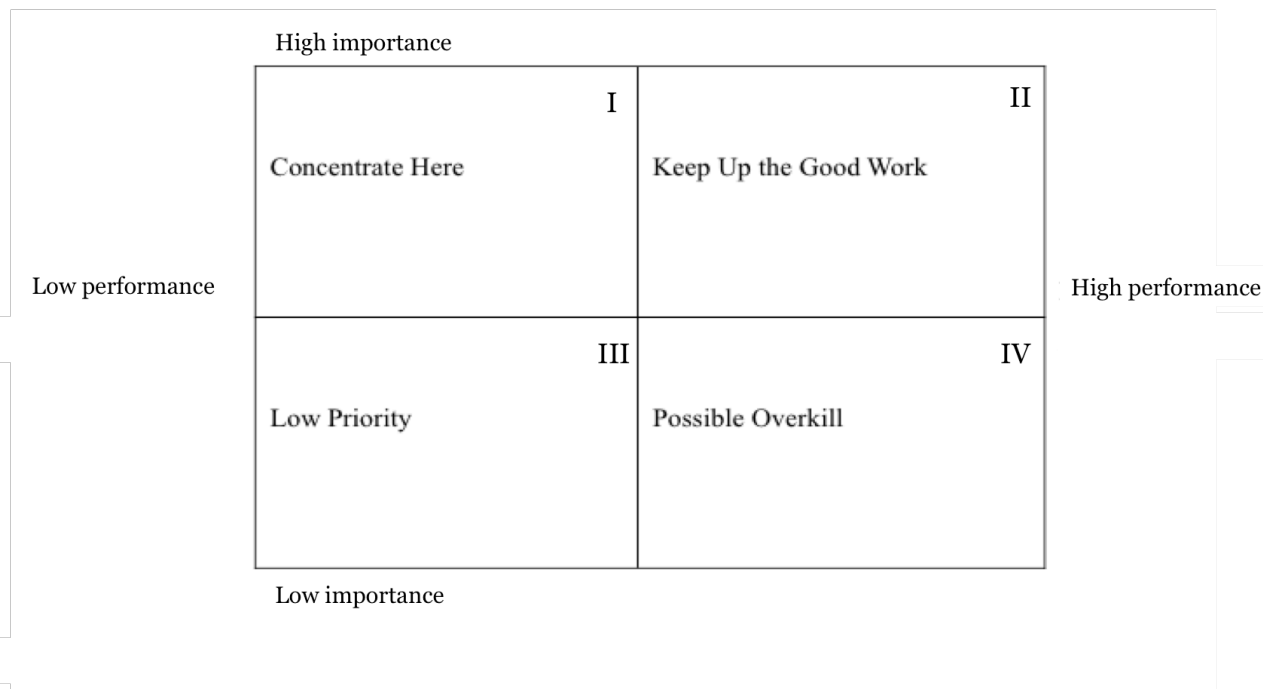 High importance
I
II
Concentrate Here
Keep Up the Good Work
Low performance
High performance
III
IV
Low Priority
Possible Overkill
Low importance